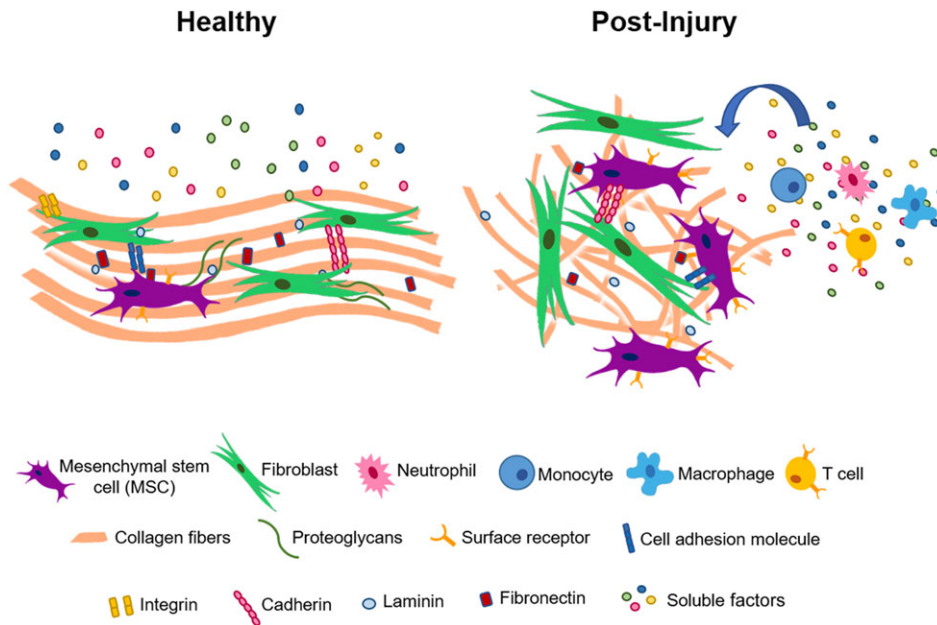 Healthy
Post-Injury
Mesenchymal stem
cell (MSC)
Fibroblast
Neutrophil
Monocyte
Macrophage
T cell
Collagen fibers
Proteoglycans
Surface receptor
Cell adhesion molecule
Integrin
Cadherin
Laminin
Fibronectin
Soluble factors